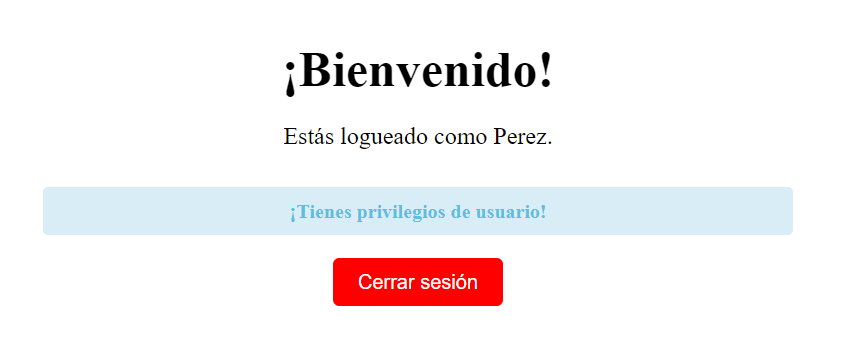 ¡Bienvenido!
Estás logueado como Perez.
¡Tienes privilegios de usuario!
Cerrar sesión